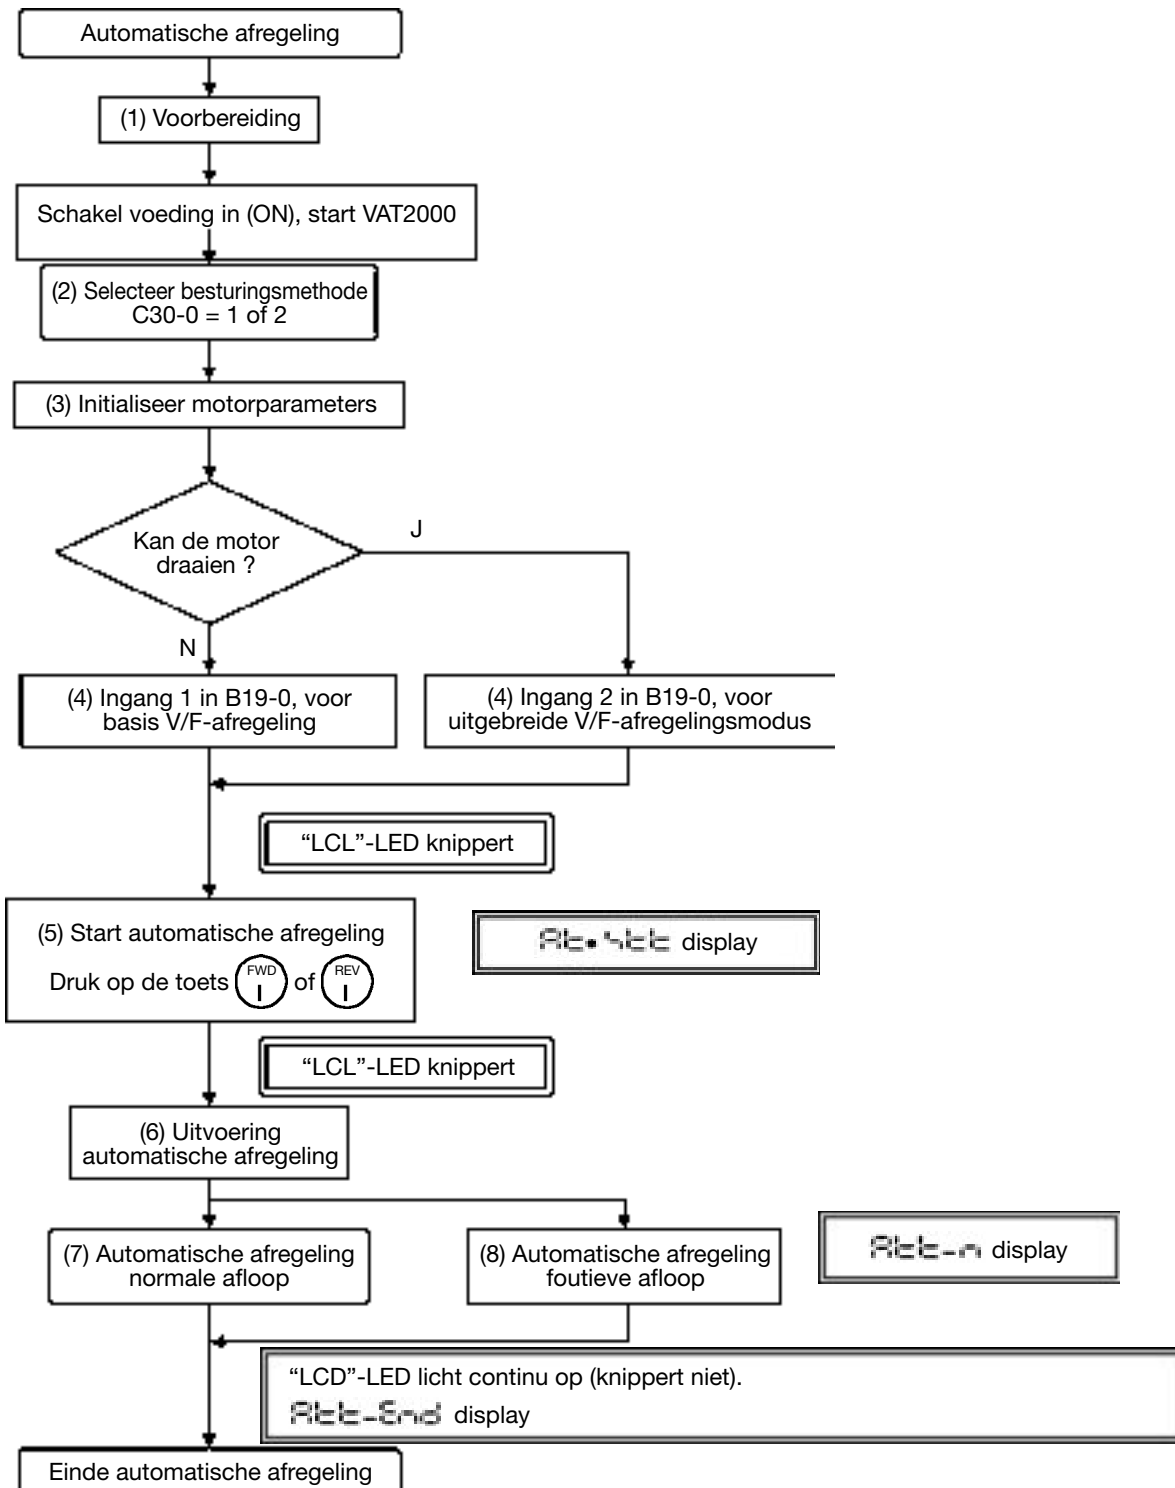 Automatische afregeling
(1) Voorbereiding
Schakel voeding in (ON), start VAT2000
(2) Selecteer besturingsmethode
C30-0 = 1 of 2
(3) Initialiseer motorparameters
Kan de motor
draaien ?
J
N
(4) Ingang 1 in B19-0, voor
basis V/F-afregeling
(4) Ingang 2 in B19-0, voor
uitgebreide V/F-afregelingsmodus
“LCL”-LED knippert
(5) Start automatische afregeling
Druk op de toets FWD I of REV I
display
“LCL”-LED knippert
(6) Uitvoering
automatische afregeling
(7) Automatische afregeling
normale afloop
(8) Automatische afregeling
foutieve afloop
Att-n display
“LCD”-LED licht continu op (knippert niet).
Att-End display
Einde automatische afregeling